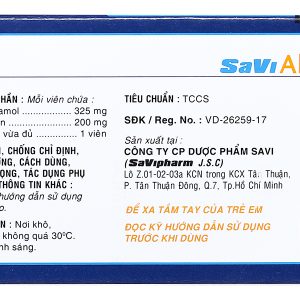 SaVi Al
HẦN: Mỗi viên chứa :
amol .................. 325 mg
n ................... 200 mg
vừa đủ ............. 1 viên
, CHỐNG CHỈ ĐỊNH,
ỢNG, CÁCH DÙNG,
NG, TÁC DỤNG PHỤ
THÔNG TIN KHÁC :
hướng dẫn sử dụng
: Nơi khô,
không quá 30°C.
nh sáng.
TIÊU CHUẨN : TCCS
SĐK / Reg. No. : VD-26259-17
Sản xuất tại :
CÔNG TY CP DƯỢC PHẨM SAVI
(SaVipharm J.S.C)
Lô Z.01-02-03a KCN trong KCX Tả. Thuận,
P. Tân Thuận Đông, Q.7, Tp.Hồ Chí Minh
ĐỂ XA TẦM TAY CỦA TRẺ EM
ĐỌC KỸ HƯỚNG DẪN SỬ DỤNG
TRƯỚC KHI DÙNG